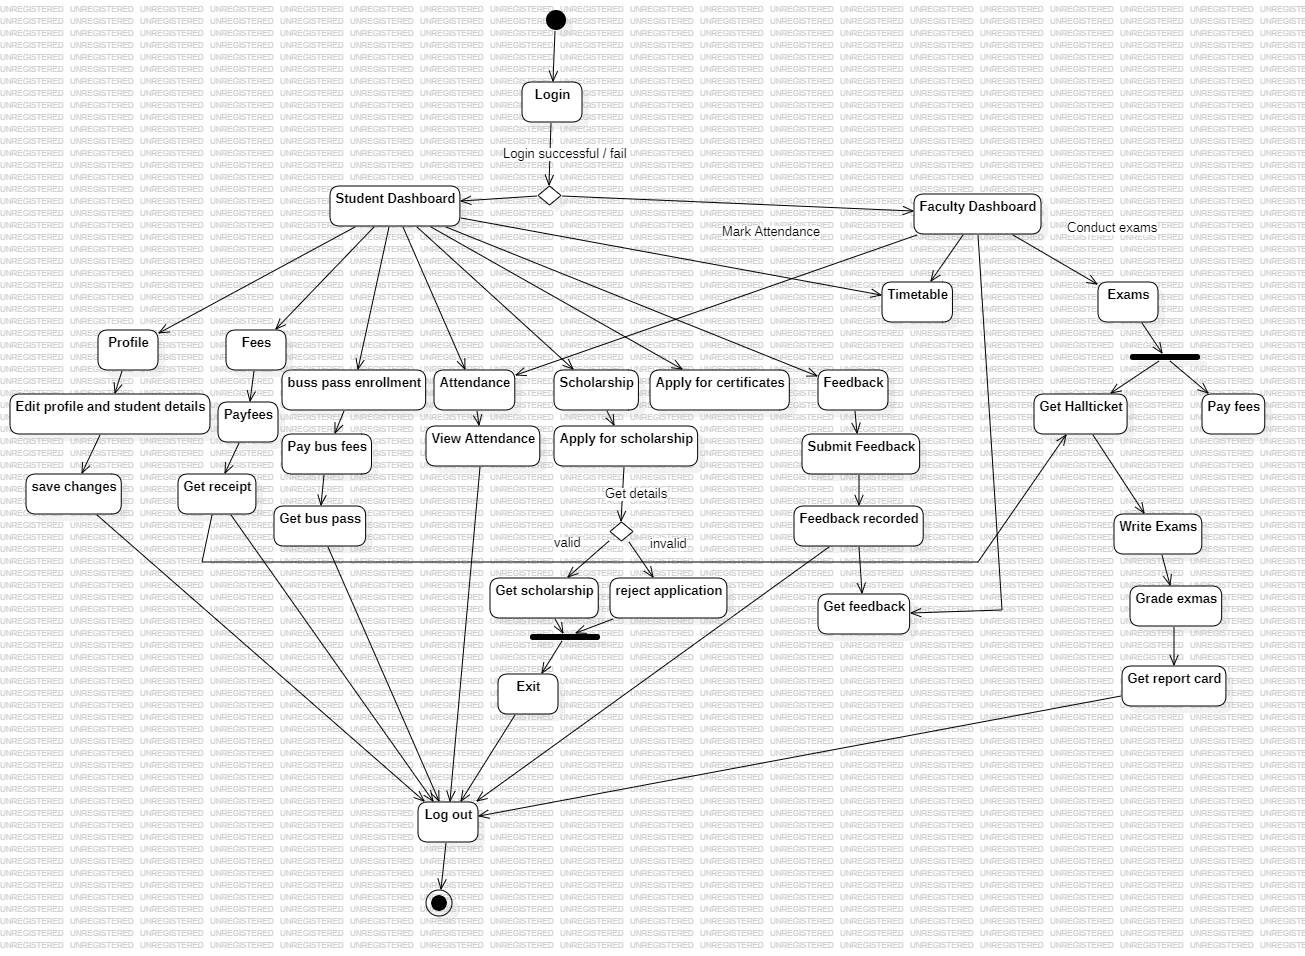 Login
Login successful / fail
Student Dashboard
Faculty Dashboard
Mark Attendance
Conduct exams
Timetable
Exams
Profile
Fees
buss pass enrollment
Attendance
Scholarship
Apply for certificates
Feedback
Edit profile and student details
Payfees
Get Hallticket
Pay fees
Pay bus fees
View Attendance
Apply for scholarship
Submit Feedback
save changes
Get receipt
Get details
Get bus pass
Feedback recorded
Write Exams
valid
invalid
Get scholarship
reject application
Get feedback
Grade exmas
Exit
Get report card
Log out
UNREGISTERED